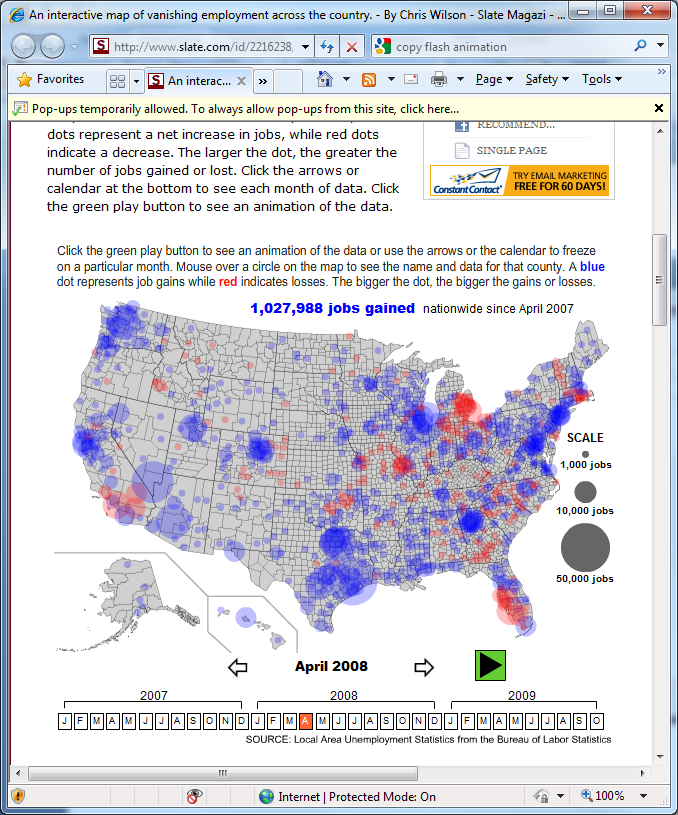 An interactive map of vanishing employment across the country. - By Chris Wilson - Slate Magazi - ...
http://www.slate.com/id/2216238,
copy flash animation
Favorites
An interac...
Page
Safety
Tools
Pop-ups temporarily allowed. To always allow pop-ups from this site, click here...
dots represent a net increase in jobs, while red dots
indicate a decrease. The larger the dot, the greater the
number of jobs gained or lost. Click the arrows or
calendar at the bottom to see each month of data. Click
the green play button to see an animation of the data.
RECOMMEND...
SINGLE PAGE
Constant Contact
TRY EMAIL MARKETING
FREE FOR 60 DAYS!
Click the green play button to see an animation of the data or use the arrows or the calendar to freeze
on a particular month. Mouse over a circle on the map to see the name and data for that county. A blue
dot represents job gains while red indicates losses. The bigger the dot, the bigger the gains or losses.
1,027,988 jobs gained nationwide since April 2007
SCALE
1,000 jobs
10,000 jobs
50,000 jobs
April 2008
2007 2008 2009
J F M A M J J A S O N D J F M A M J J A S O N D J F M A M J J A S O
SOURCE: Local Area Unemployment Statistics from the Bureau of Labor Statistics
Internet | Protected Mode: On
100%